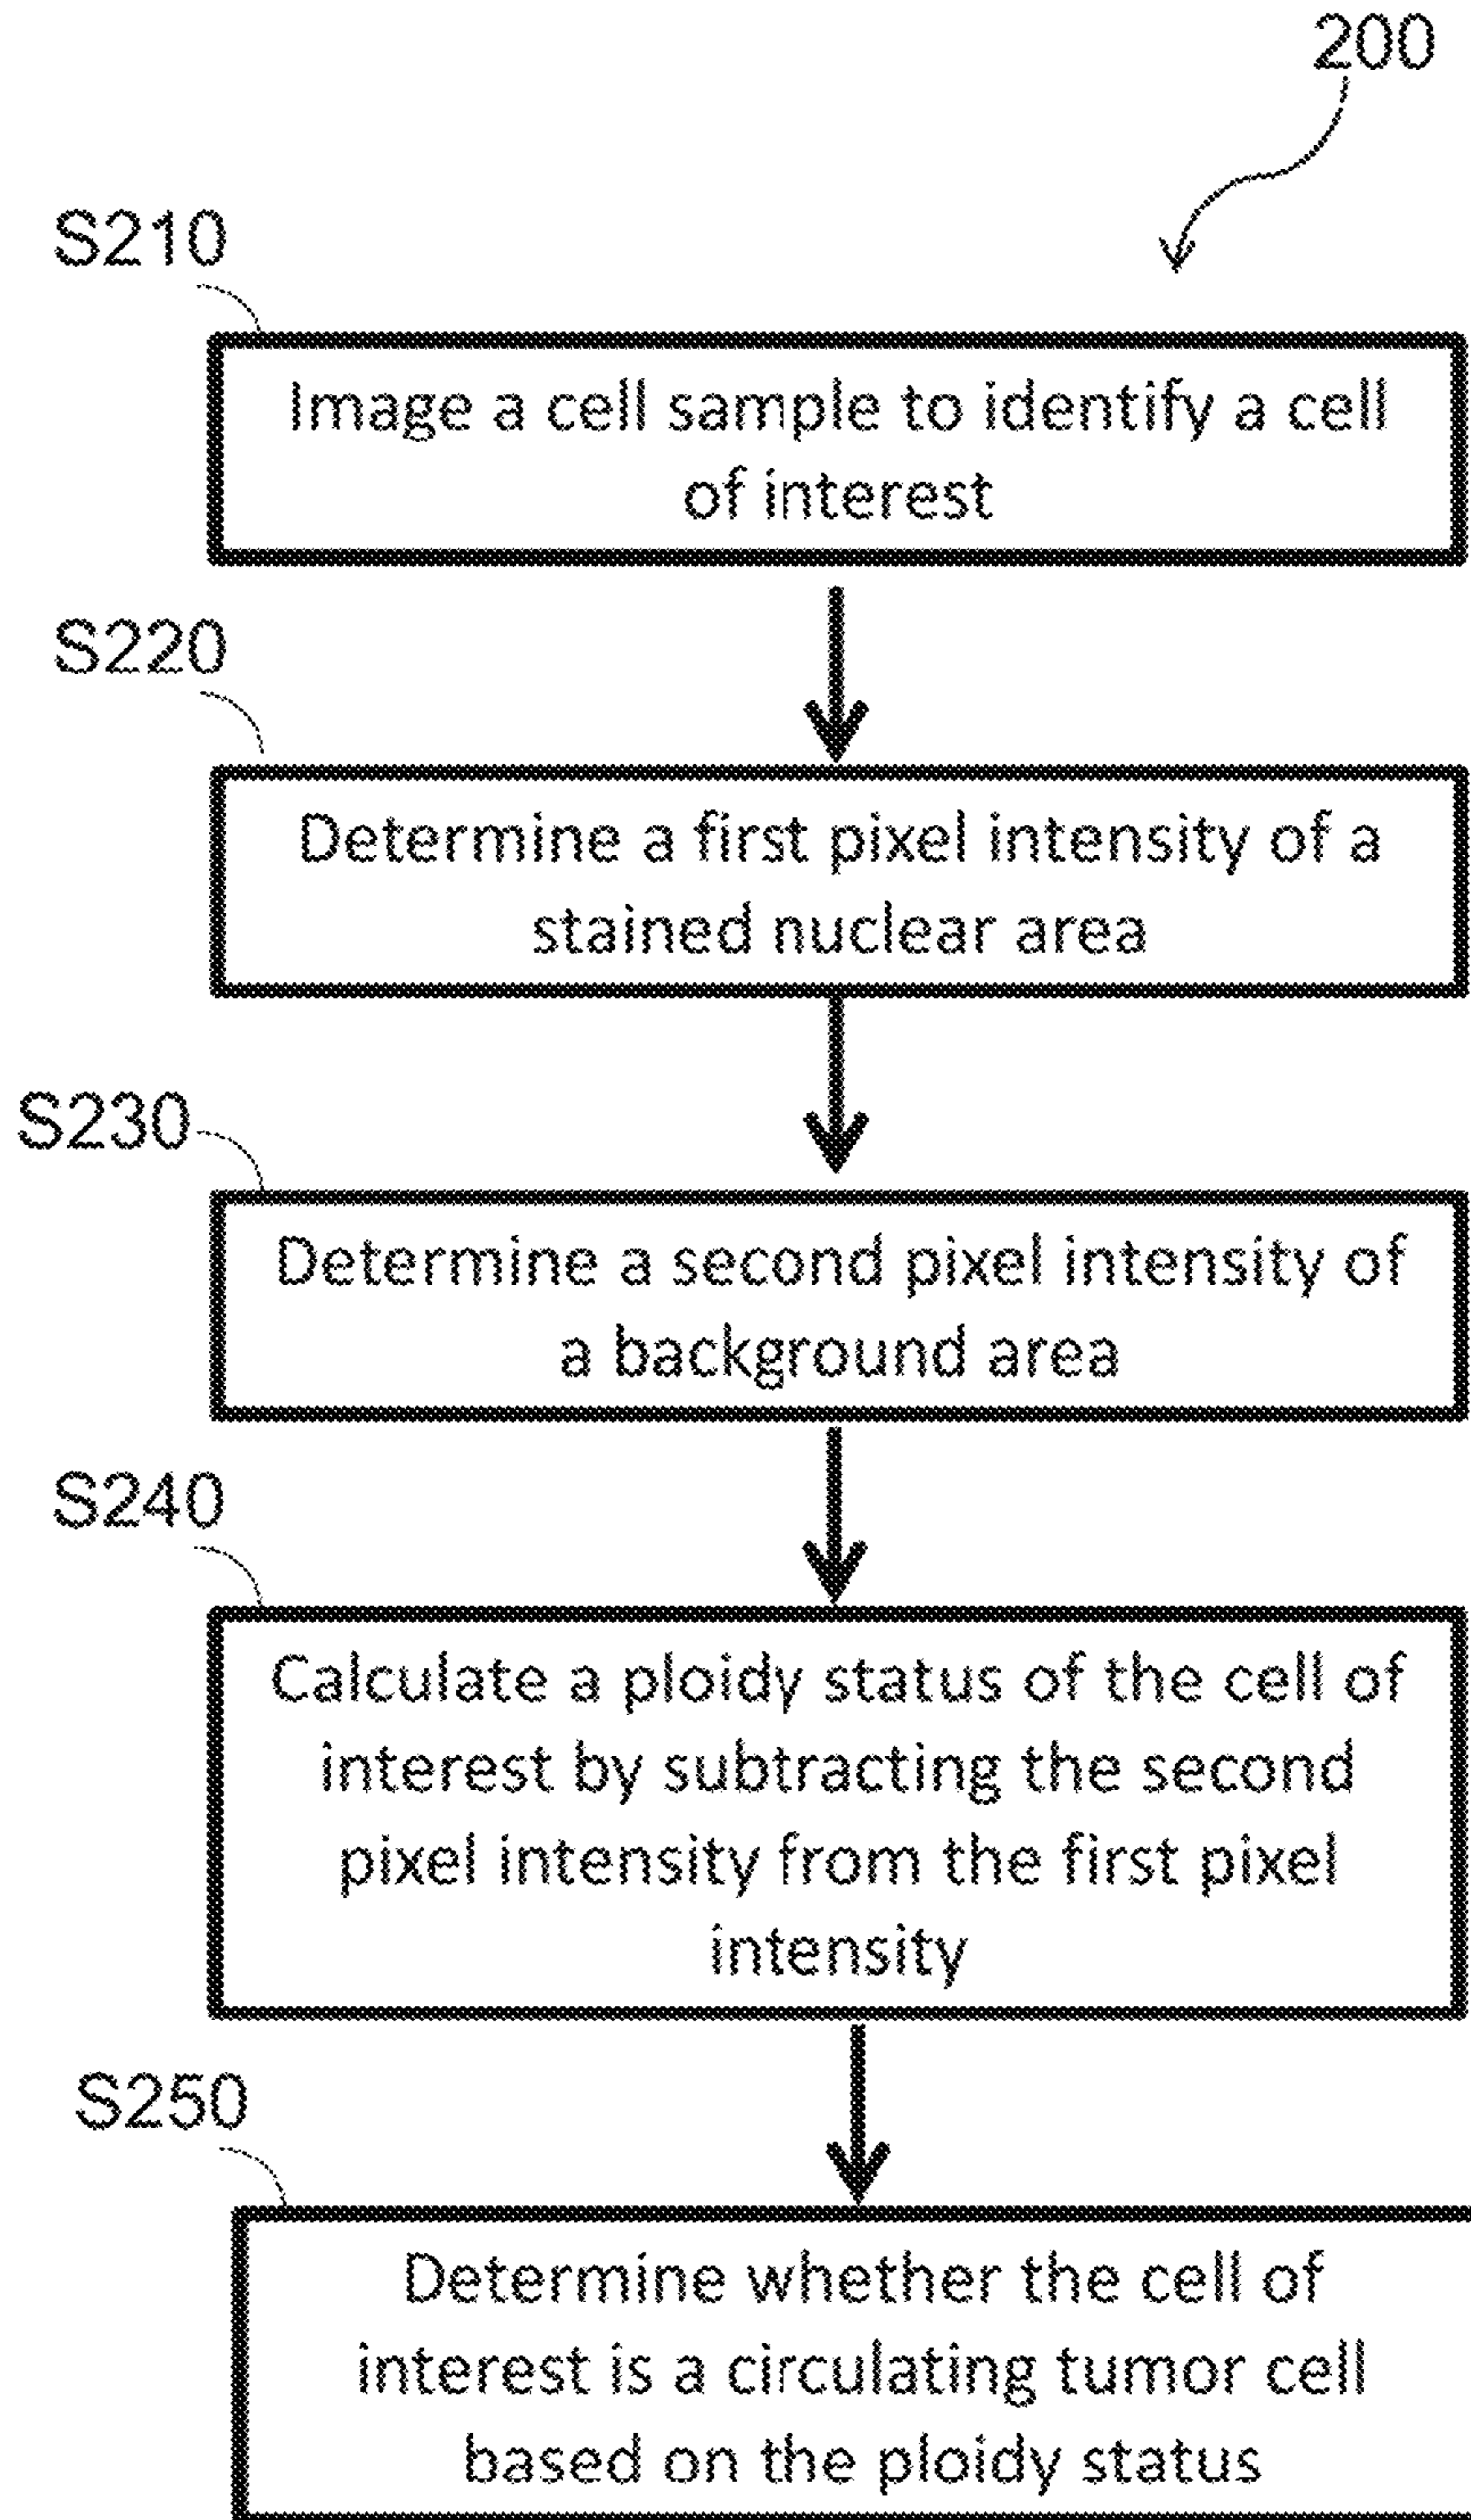 200
S210
Image a cell sample to identify a cell
of interest
S220
Determine a first pixel intensity of a
stained nuclear area
S230
Determine a second pixel intensity of
a background area
S240
Calculate a ploidy status of the cell of
interest by subtracting the second
pixel intensity from the first pixel
intensity
S250
Determine whether the cell of
interest is a circulating tumor cell
based on the ploidy status